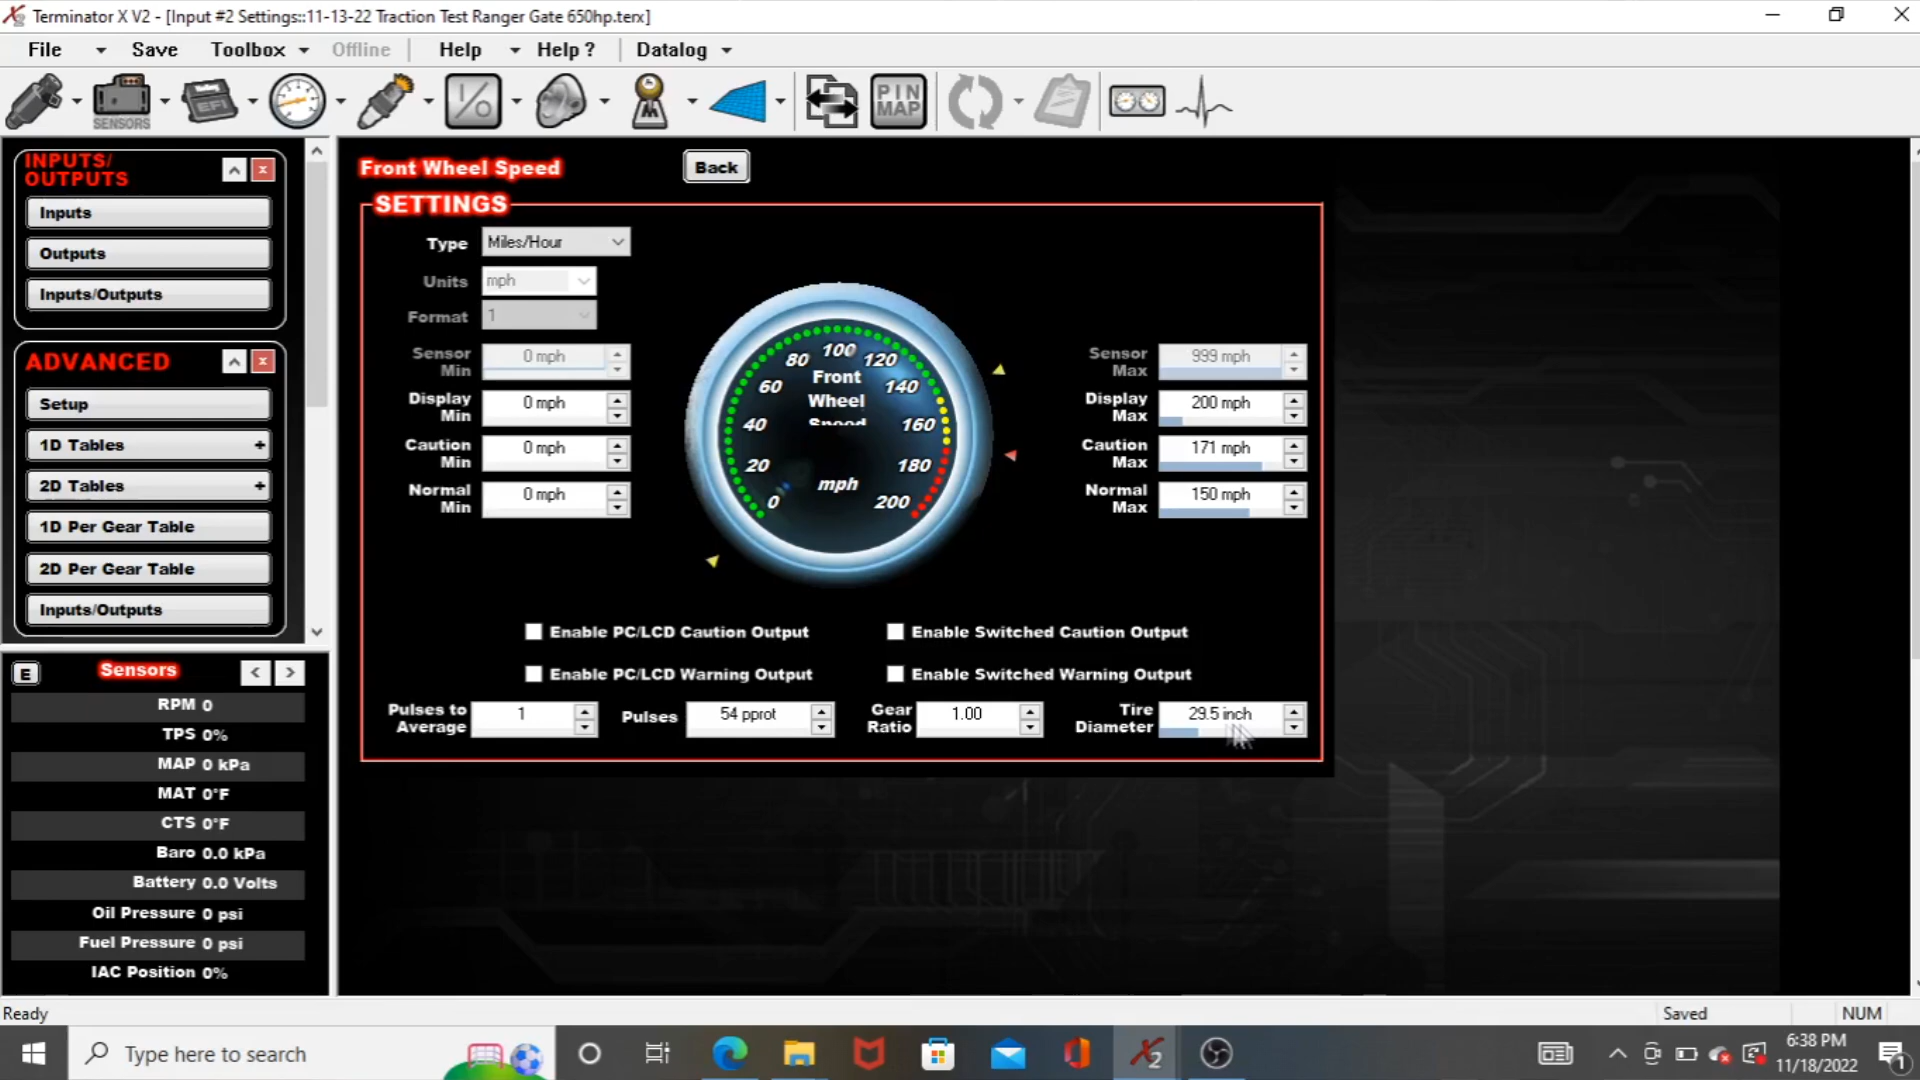 Terminator X V2 - [Input #2 Settings::11-13-22 Traction Test Ranger Gate 650hp.terx]
File Save Toolbox Offline Help Help ? Datalog
SENSORS
EFI
I/O
PIN MAP
INPUTS/
OUTPUTS
Inputs
Outputs
Inputs/Outputs
ADVANCED
Setup
1D Tables +
2D Tables +
1D Per Gear Table
2D Per Gear Table
Inputs/Outputs
E Sensors < >
RPM 0
TPS 0%
MAP 0 kPa
MAT 0°F
CTS 0°F
Baro 0.0 kPa
Battery 0.0 Volts
Oil Pressure 0 psi
Fuel Pressure 0 psi
IAC Position 0%
Front Wheel Speed Back
SETTINGS
Type Miles/Hour
Units mph
Format 1
Sensor Min 0 mph
Display Min 0 mph
Caution Min 0 mph
Normal Min 0 mph
0 20 40 60 80 100 120 140 160 180 200
Front
Wheel
Speed
mph
Sensor Max 999 mph
Display Max 200 mph
Caution Max 171 mph
Normal Max 150 mph
Enable PC/LCD Caution Output Enable Switched Caution Output
Enable PC/LCD Warning Output Enable Switched Warning Output
Pulses to Average 1 Pulses 54 pprot Gear Ratio 1.00 Tire Diameter 29.5 inch
Ready Saved NUM
Type here to search
6:38 PM
11/18/2022
1